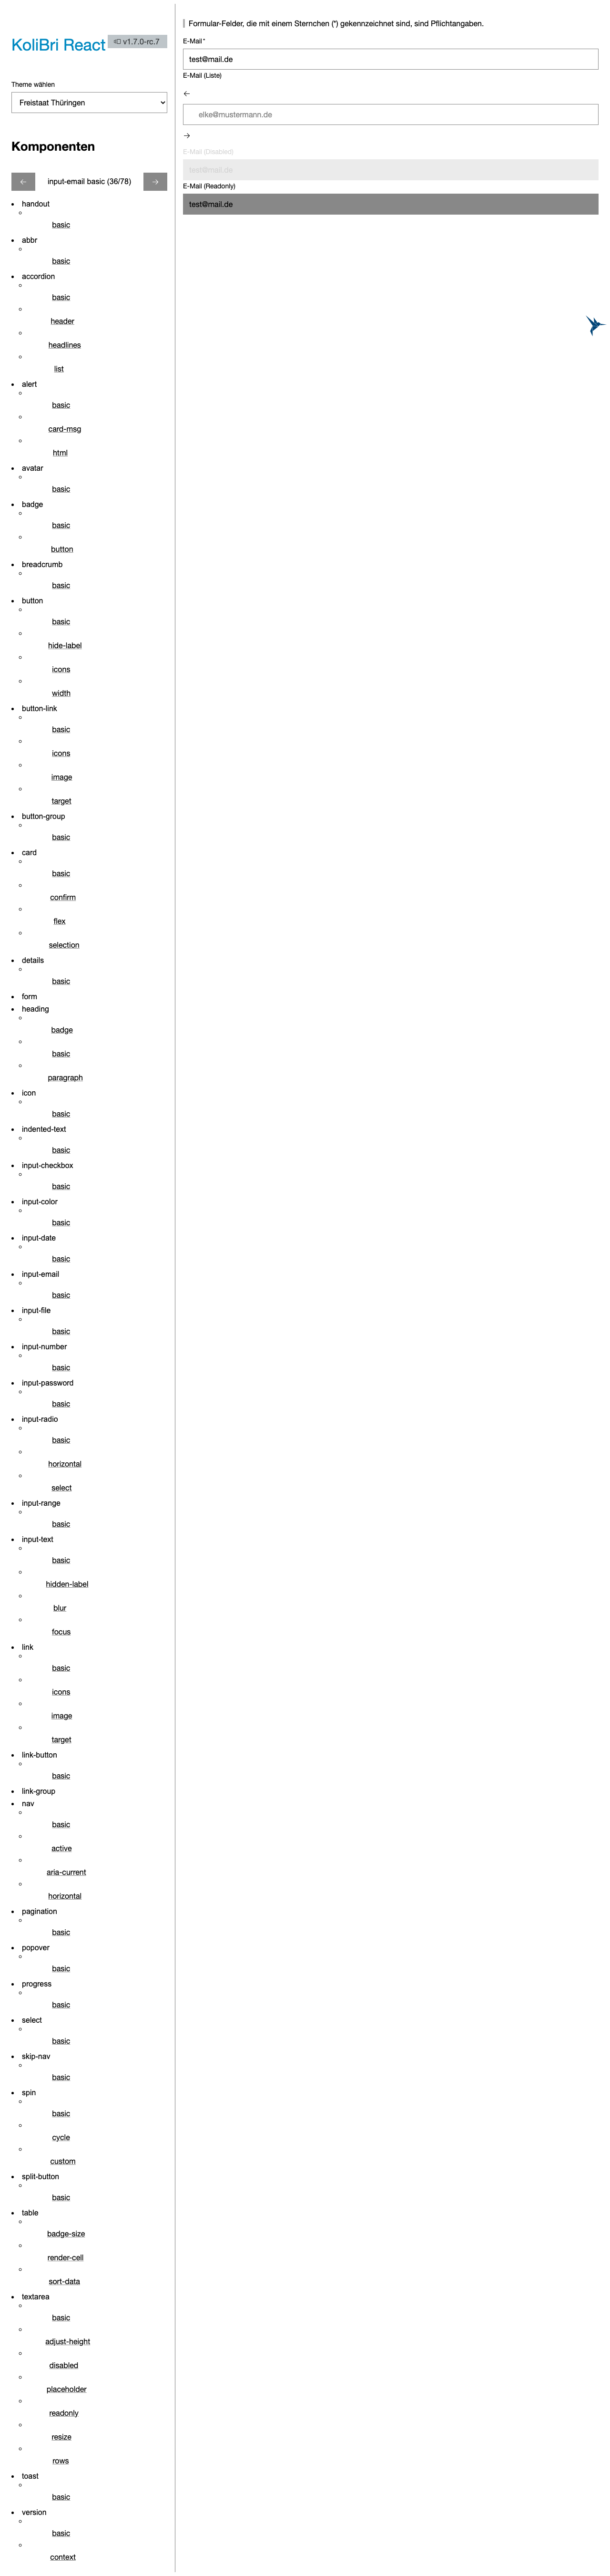 KoliBri React
v1.7.0-rc.7
Theme wählen
Freistaat Thüringen
Komponenten
←
input-email basic (36/78)
→
handout
basic
abbr
basic
accordion
basic
header
headlines
list
alert
basic
card-msg
html
avatar
basic
badge
basic
button
breadcrumb
basic
button
basic
hide-label
icons
width
button-link
basic
icons
image
target
button-group
basic
card
basic
confirm
flex
selection
details
basic
form
heading
badge
basic
paragraph
icon
basic
indented-text
basic
input-checkbox
basic
input-color
basic
input-date
basic
input-email
basic
input-file
basic
input-number
basic
input-password
basic
input-radio
basic
horizontal
select
input-range
basic
input-text
basic
hidden-label
blur
focus
link
basic
icons
image
target
link-button
basic
link-group
nav
basic
active
aria-current
horizontal
pagination
basic
popover
basic
progress
basic
select
basic
skip-nav
basic
spin
basic
cycle
custom
split-button
basic
table
badge-size
render-cell
sort-data
textarea
basic
adjust-height
disabled
placeholder
readonly
resize
rows
toast
basic
version
basic
context
Formular-Felder, die mit einem Sternchen (*) gekennzeichnet sind, sind Pflichtangaben.
E-Mail*
test@mail.de
E-Mail (Liste)
←
elke@mustermann.de
→
E-Mail (Disabled)
test@mail.de
E-Mail (Readonly)
test@mail.de